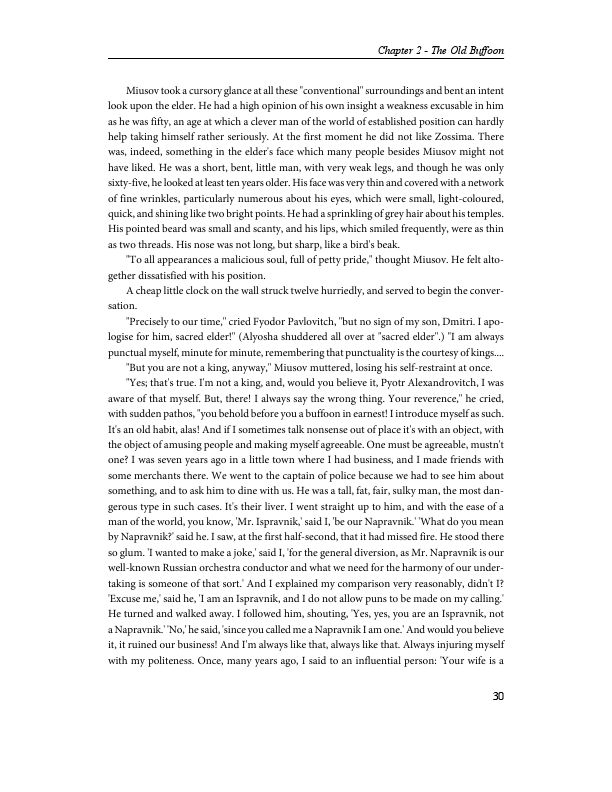 Chapter 2 - The Old Buffoon
Miusov took a cursory glance at all these "conventional" surroundings and bent an intent
look upon the elder. He had a high opinion of his own insight a weakness excusable in him
as he was fifty, an age at which a clever man of the world of established position can hardly
help taking himself rather seriously. At the first moment he did not like Zossima. There
was, indeed, something in the elder's face which many people besides Miusov might not
have liked. He was a short, bent, little man, with very weak legs, and though he was only
sixty-five, he looked at least ten years older. His face was very thin and covered with a network
of fine wrinkles, particularly numerous about his eyes, which were small, light-coloured,
quick, and shining like two bright points. He had a sprinkling of grey hair about his temples.
His pointed beard was small and scanty, and his lips, which smiled frequently, were as thin
as two threads. His nose was not long, but sharp, like a bird's beak.
"To all appearances a malicious soul, full of petty pride," thought Miusov. He felt alto-
gether dissatisfied with his position.
A cheap little clock on the wall struck twelve hurriedly, and served to begin the conver-
sation.
"Precisely to our time," cried Fyodor Pavlovitch, "but no sign of my son, Dmitri. I apo-
logise for him, sacred elder!" (Alyosha shuddered all over at "sacred elder".) "I am always
punctual myself, minute for minute, remembering that punctuality is the courtesy of kings....
"But you are not a king, anyway," Miusov muttered, losing his self-restraint at once.
"Yes; that's true. I'm not a king, and, would you believe it, Pyotr Alexandrovitch, I was
aware of that myself. But, there! I always say the wrong thing. Your reverence," he cried,
with sudden pathos, "you behold before you a buffoon in earnest! I introduce myself as such.
It's an old habit, alas! And if I sometimes talk nonsense out of place it's with an object, with
the object of amusing people and making myself agreeable. One must be agreeable, mustn't
one? I was seven years ago in a little town where I had business, and I made friends with
some merchants there. We went to the captain of police because we had to see him about
something, and to ask him to dine with us. He was a tall, fat, fair, sulky man, the most dan-
gerous type in such cases. It's their liver. I went straight up to him, and with the ease of a
man of the world, you know, 'Mr. Ispravnik,' said I, 'be our Napravnik.' 'What do you mean
by Napravnik?' said he. I saw, at the first half-second, that it had missed fire. He stood there
so glum. 'I wanted to make a joke,' said I, 'for the general diversion, as Mr. Napravnik is our
well-known Russian orchestra conductor and what we need for the harmony of our under-
taking is someone of that sort.' And I explained my comparison very reasonably, didn't I?
'Excuse me,' said he, 'I am an Ispravnik, and I do not allow puns to be made on my calling.'
He turned and walked away. I followed him, shouting, 'Yes, yes, you are an Ispravnik, not
a Napravnik.' 'No,' he said, 'since you called me a Napravnik I am one.' And would you believe
it, it ruined our business! And I'm always like that, always like that. Always injuring myself
with my politeness. Once, many years ago, I said to an influential person: 'Your wife is a
30